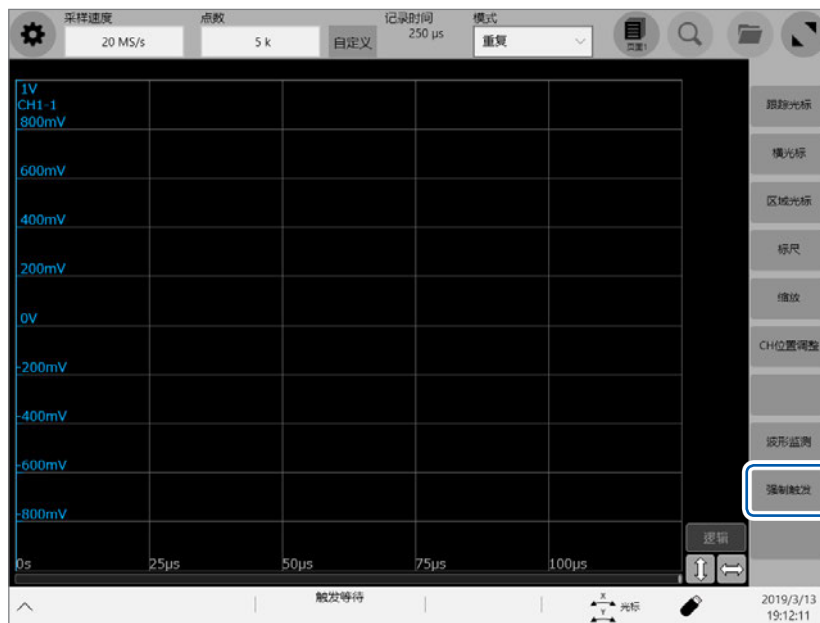 采样速度
点数
记录时间
模式
20 MS/s
5 k
自定义
250 μs
重复
页面1
1V
CH1-1
800mV
600mV
400mV
200mV
0V
-200mV
-400mV
-600mV
-800mV
0s
25μs
50μs
75μs
100μs
跟踪光标
横光标
区域光标
标尺
缩放
CH位置调整
波形监测
强制触发
逻辑
触发等待
X
Y
光标
2019/3/13
19:12:11